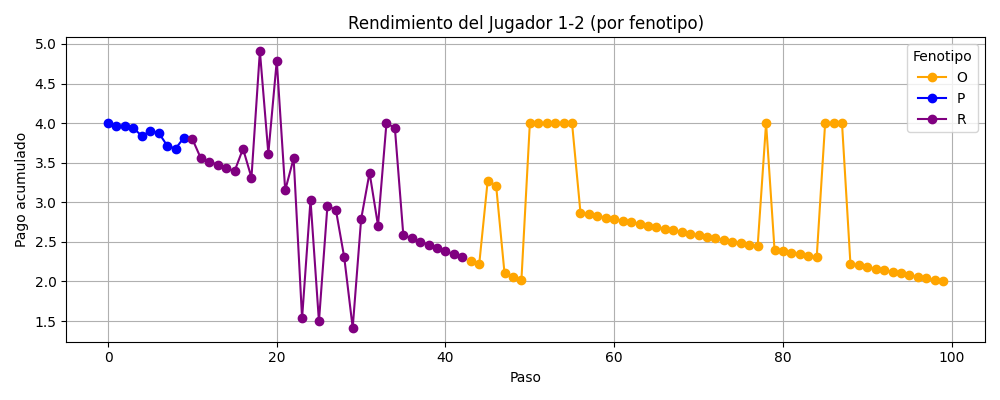 Rendimiento del Jugador 1-2 (por fenotipo)
Pago acumulado
5.0
4.5
4.0
3.5
3.0
2.5
2.0
1.5
Fenotipo
O
P
R
0
20
40
60
80
100
Paso